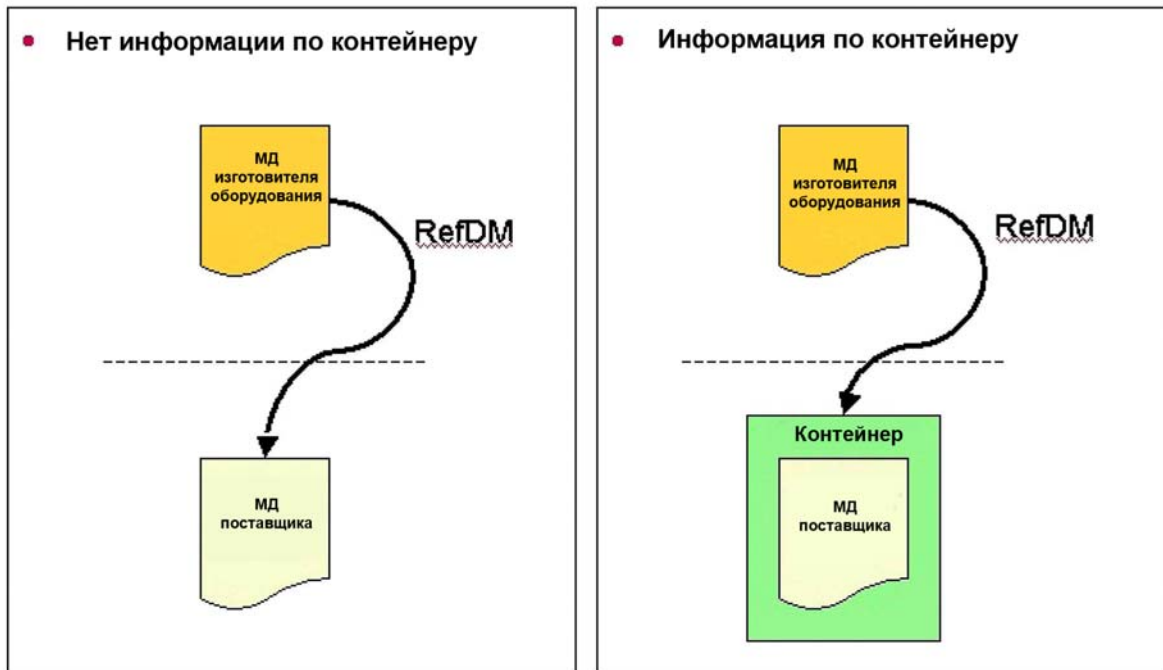 • Нет информации по контейнеру
МД
изготовителя
оборудования
RefDM
МД
поставщика
• Информация по контейнеру
МД
изготовителя
оборудования
RefDM
Контейнер
МД
поставщика